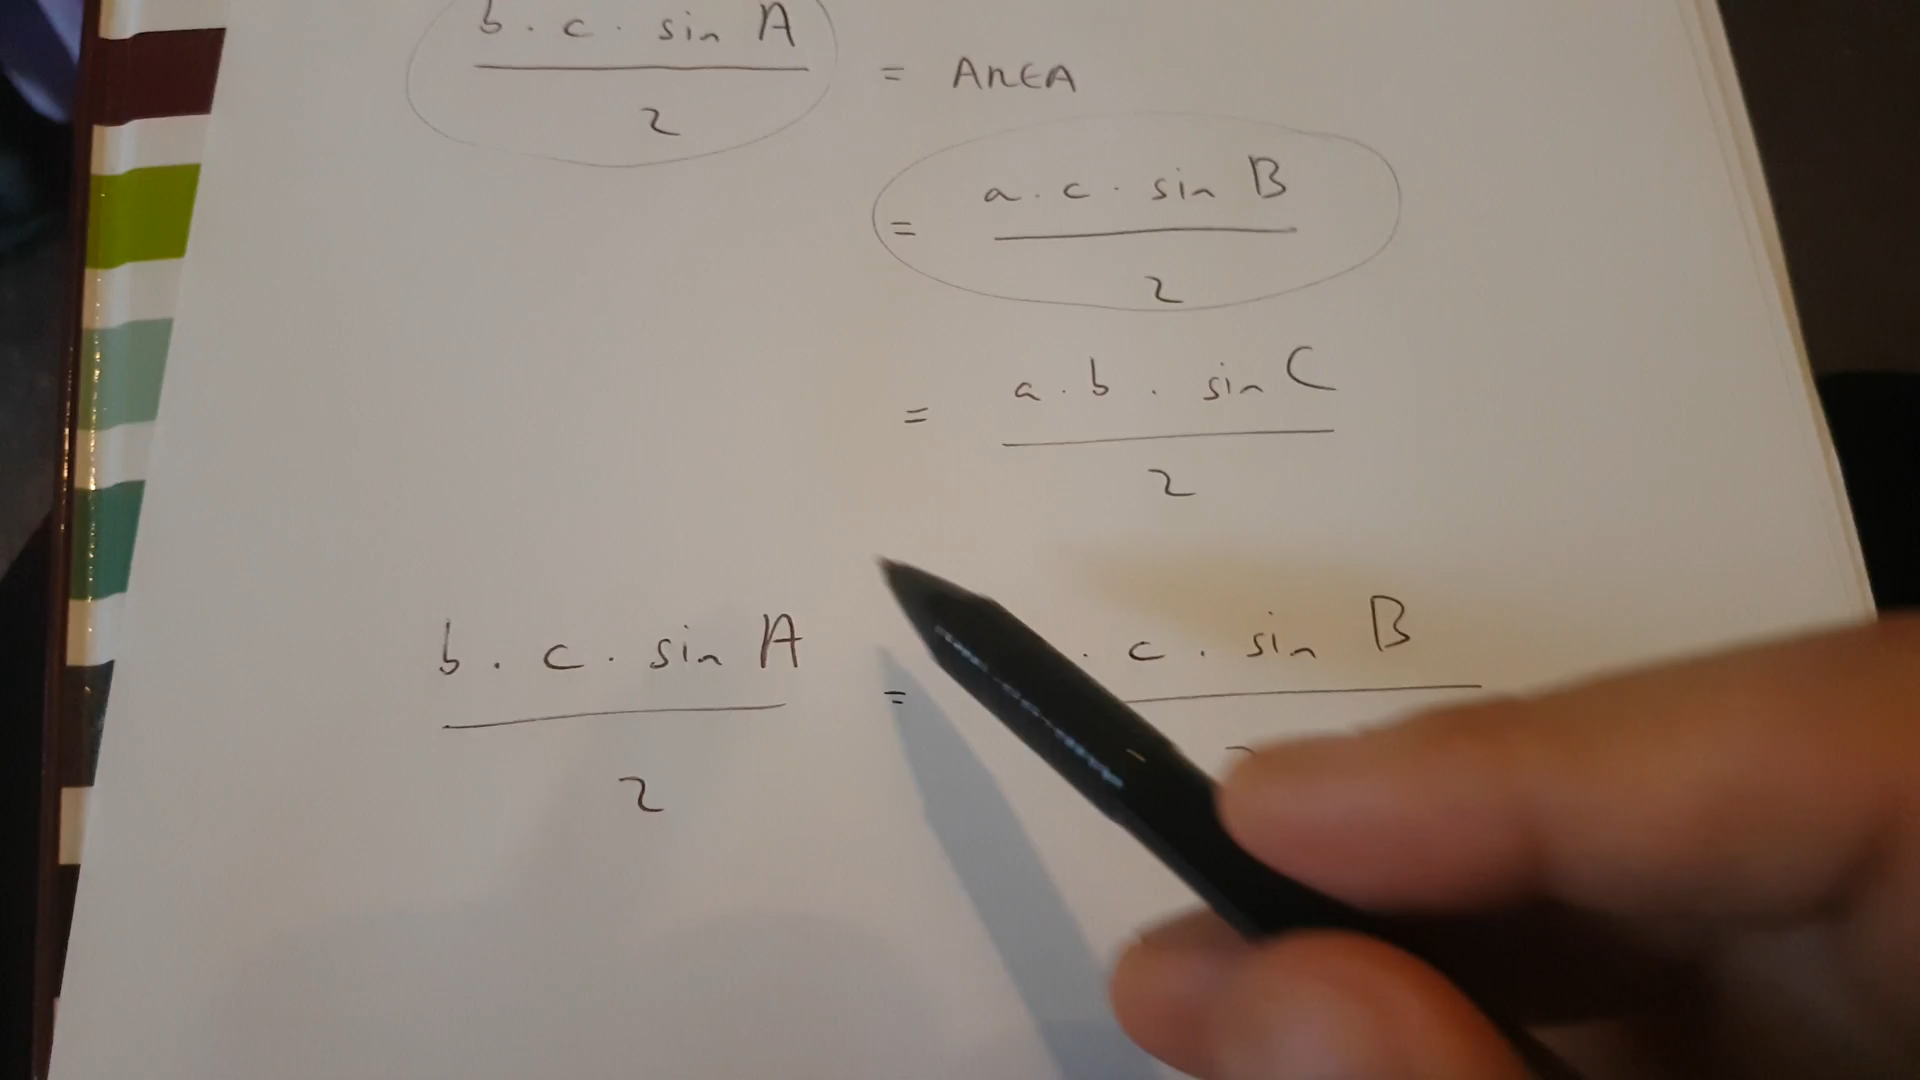 b . c . sin A
2
= AREA
= a . c . sin B
2
= a . b . sin C
2
b . c . sin A = . c . sin B
2